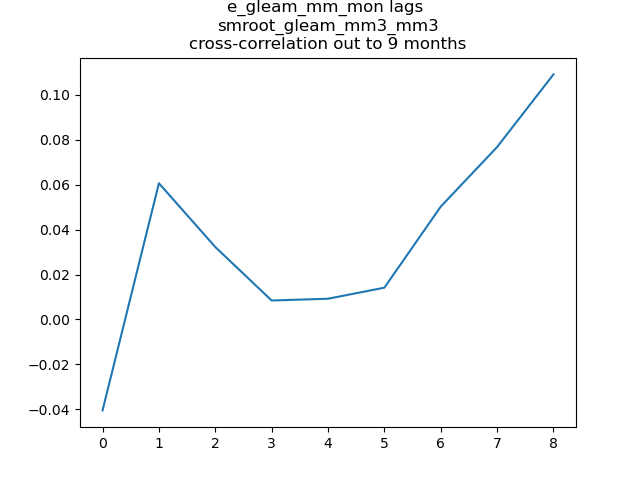 e_gleam_mm_mon lags
smroot_gleam_mm3_mm3
cross-correlation out to 9 months
0.10
0.08
0.06
0.04
0.02
0.00
−0.02
−0.04
0 1 2 3 4 5 6 7 8